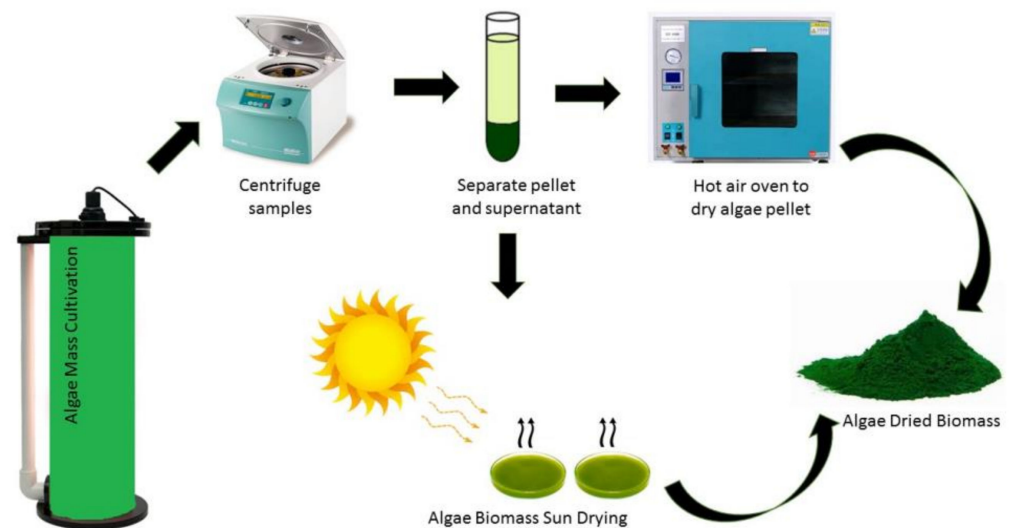 Centrifuge
samples
Separate pellet
and supernatant
Hot air oven to
dry algae pellet
Algae Mass Cultivation
Algae Dried Biomass
Algae Biomass Sun Drying